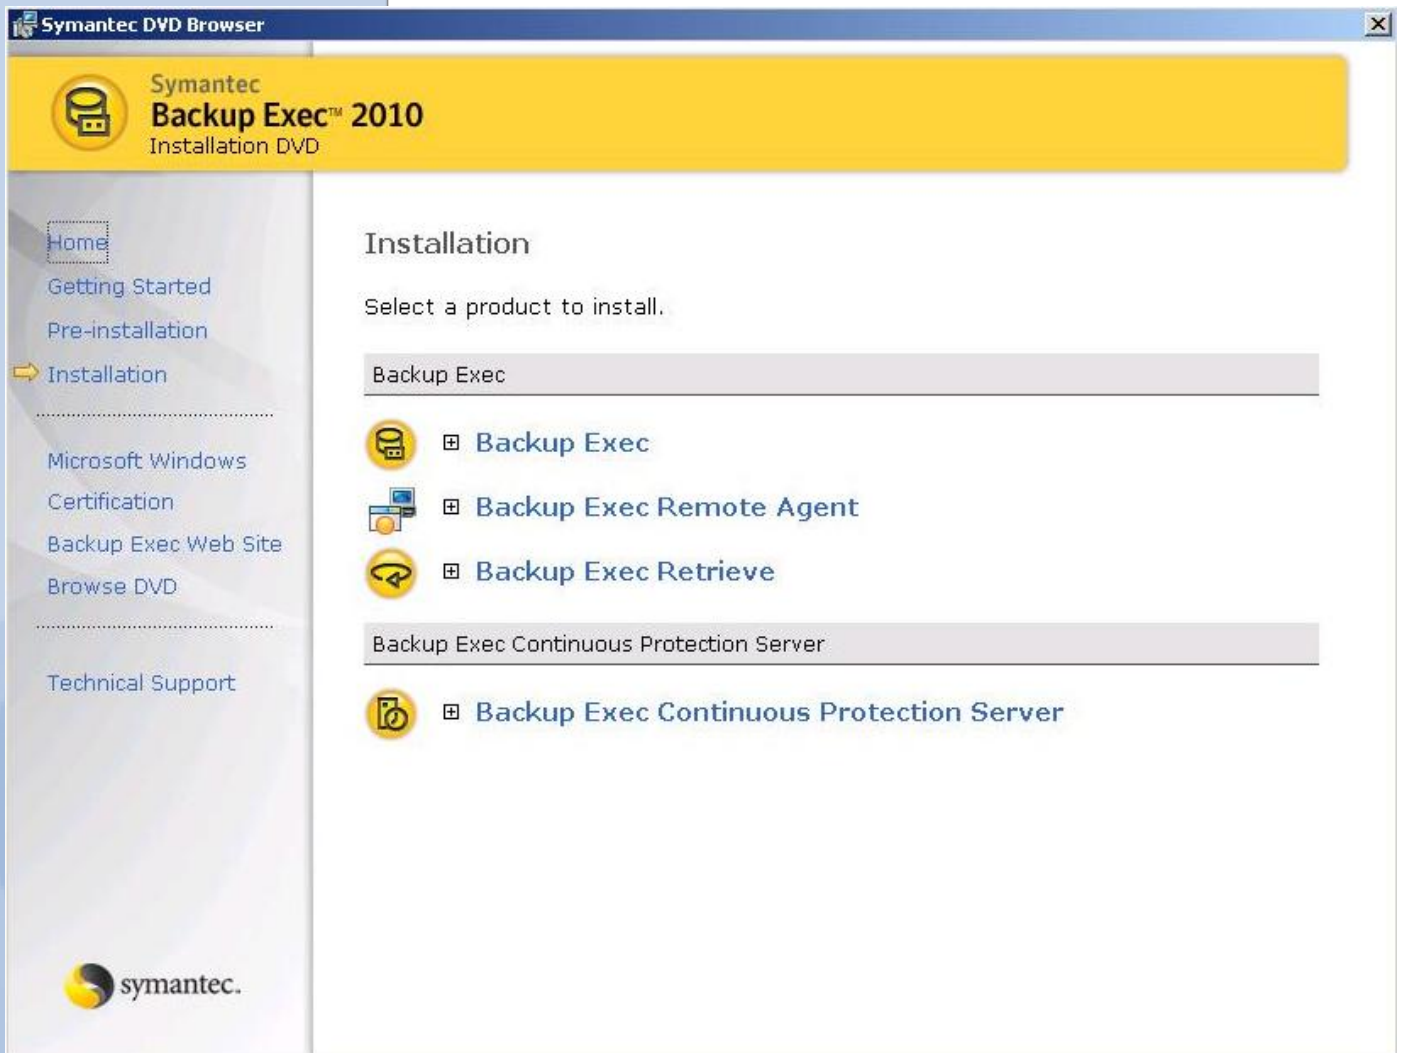 Symantec DVD Browser
Symantec
Backup Exec™ 2010
Installation DVD
Home
Getting Started
Pre-installation
Installation
Microsoft Windows
Certification
Backup Exec Web Site
Browse DVD
Technical Support
symantec.
Installation
Select a product to install.
Backup Exec
Backup Exec
Backup Exec Remote Agent
Backup Exec Retrieve
Backup Exec Continuous Protection Server
Backup Exec Continuous Protection Server